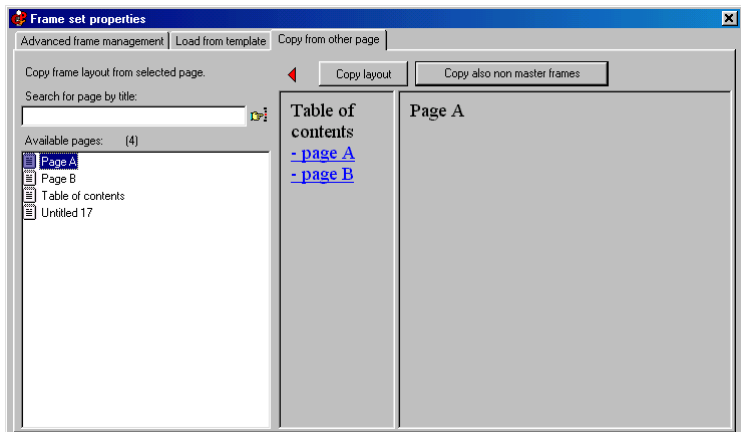 Frame set properties
Advanced frame management Load from template Copy from other page
Copy frame layout from selected page.
Search for page by title:
Available pages: (4)
Page A
Page B
Table of contents
Untitled 17
Copy layout Copy also non master frames
Table of
contents
- page A
- page B
Page A